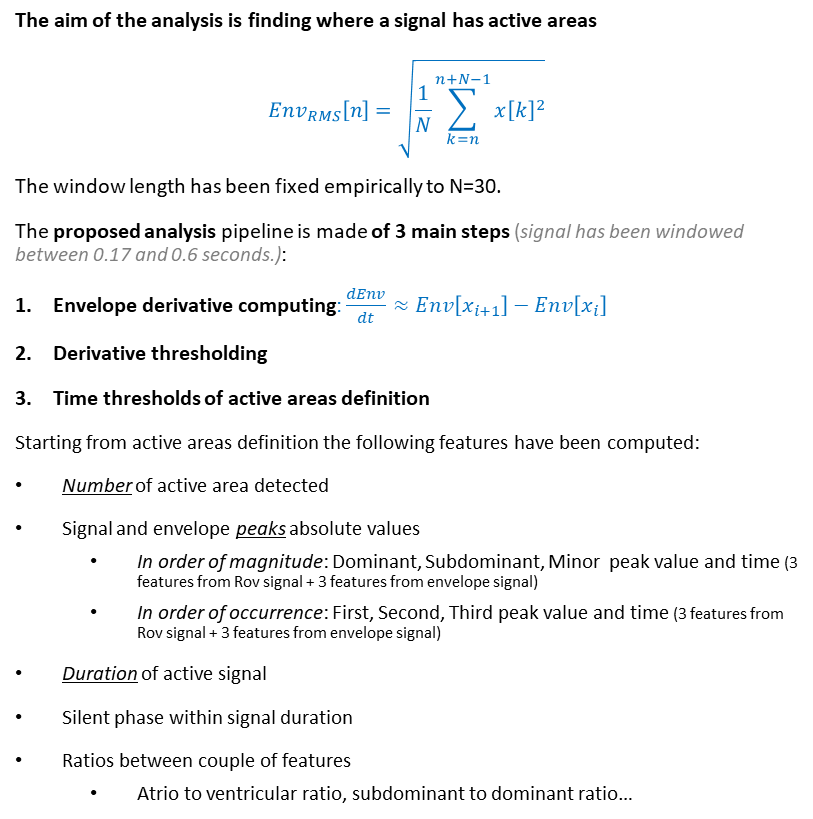 The aim of the analysis is finding where a signal has active areas
Env_RMS[n] = √(1/N ∑_{k=n}^{n+N−1} x[k]²)
The window length has been fixed empirically to N=30.
The proposed analysis pipeline is made of 3 main steps (signal has been windowed
between 0.17 and 0.6 seconds.):
1. Envelope derivative computing: dEnv/dt ≈ Env[x_{i+1}] − Env[x_i]
2. Derivative thresholding
3. Time thresholds of active areas definition
Starting from active areas definition the following features have been computed:
• Number of active area detected
• Signal and envelope peaks absolute values
• In order of magnitude: Dominant, Subdominant, Minor peak value and time (3
features from Rov signal + 3 features from envelope signal)
• In order of occurrence: First, Second, Third peak value and time (3 features from
Rov signal + 3 features from envelope signal)
• Duration of active signal
• Silent phase within signal duration
• Ratios between couple of features
• Atrio to ventricular ratio, subdominant to dominant ratio...